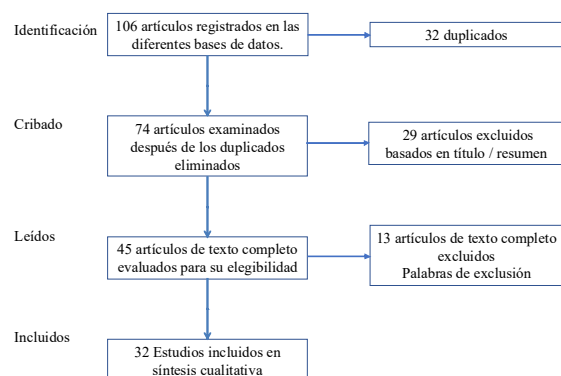 Identificación
106 artículos registrados en las
diferentes bases de datos.
32 duplicados
Cribado
74 artículos examinados
después de los duplicados
eliminados
29 artículos excluidos
basados en título / resumen
Leídos
45 artículos de texto completo
evaluados para su elegibilidad
13 artículos de texto completo
excluidos
Palabras de exclusión
Incluidos
32 Estudios incluidos en
síntesis cualitativa